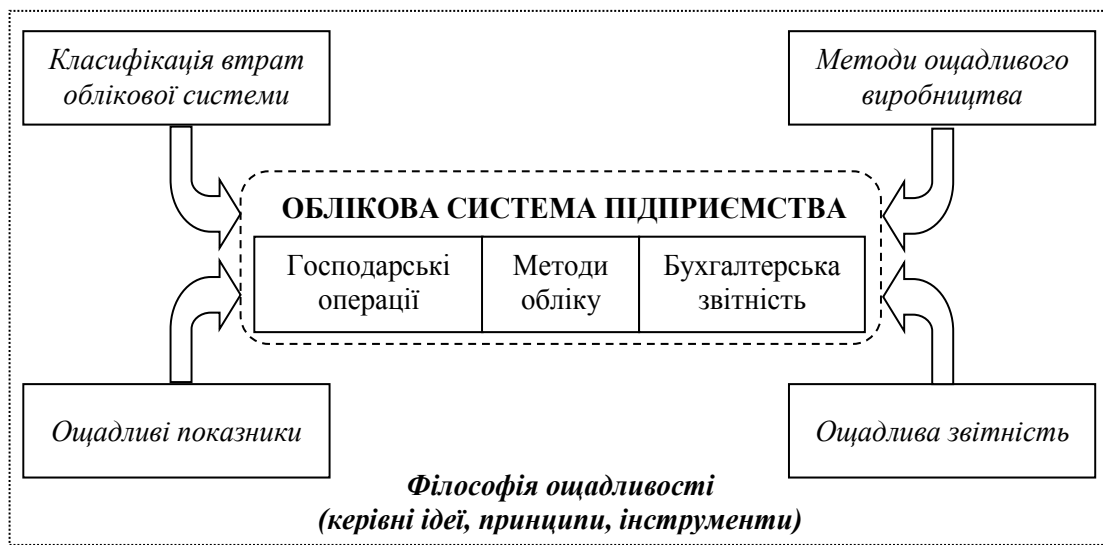 Класифікація втрат
облікової системи
Методи ощадливого
виробництва
ОБЛІКОВА СИСТЕМА ПІДПРИЄМСТВА
Господарські
операції
Методи
обліку
Бухгалтерська
звітність
Ощадливі показники
Ощадлива звітність
Філософія ощадливості
(керівні ідеї, принципи, інструменти)